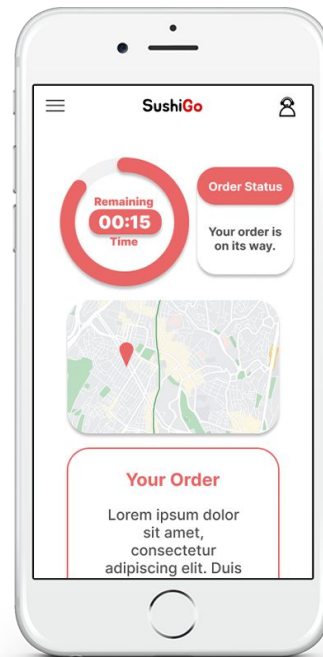 SushiGo
Remaining
00:15
Time
Order Status
Your order is
on its way.
Your Order
Lorem ipsum dolor
sit amet,
consectetur
adipiscing elit. Duis